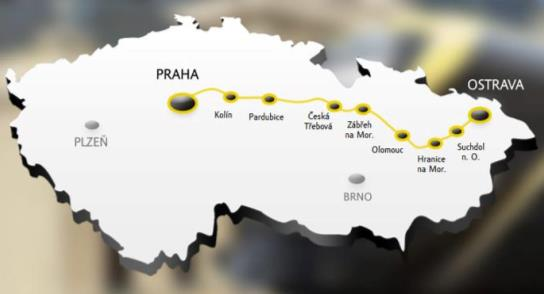 PRAHA
OSTRAVA
Kolín
Pardubice
Česká
Třebová
Zábřeh
na Mor.
Olomouc
Hranice
na Mor.
Suchdol
n. O.
PLZEŇ
BRNO